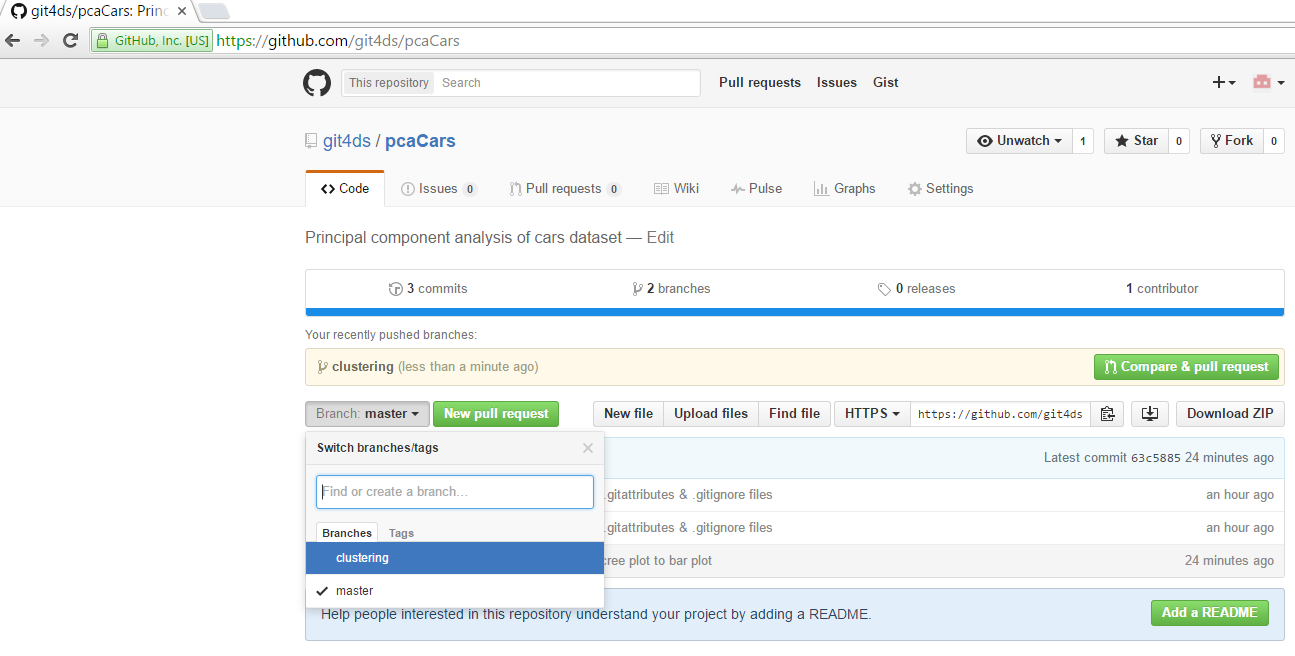 git4ds/pcaCars: Princ
GitHub, Inc. [US] https://github.com/git4ds/pcaCars
This repository Search Pull requests Issues Gist
git4ds / pcaCars Unwatch 1 Star 0 Fork 0
Code Issues 0 Pull requests 0 Wiki Pulse Graphs Settings
Principal component analysis of cars dataset — Edit
3 commits 2 branches 0 releases 1 contributor
Your recently pushed branches:
clustering (less than a minute ago) Compare & pull request
Branch: master New pull request New file Upload files Find file HTTPS https://github.com/git4ds Download ZIP
Switch branches/tags
Latest commit 63c5885 24 minutes ago
Find or create a branch...
.gitattributes & .gitignore files an hour ago
.gitattributes & .gitignore files an hour ago
Branches Tags
clustering
cree plot to bar plot 24 minutes ago
master
Help people interested in this repository understand your project by adding a README. Add a README